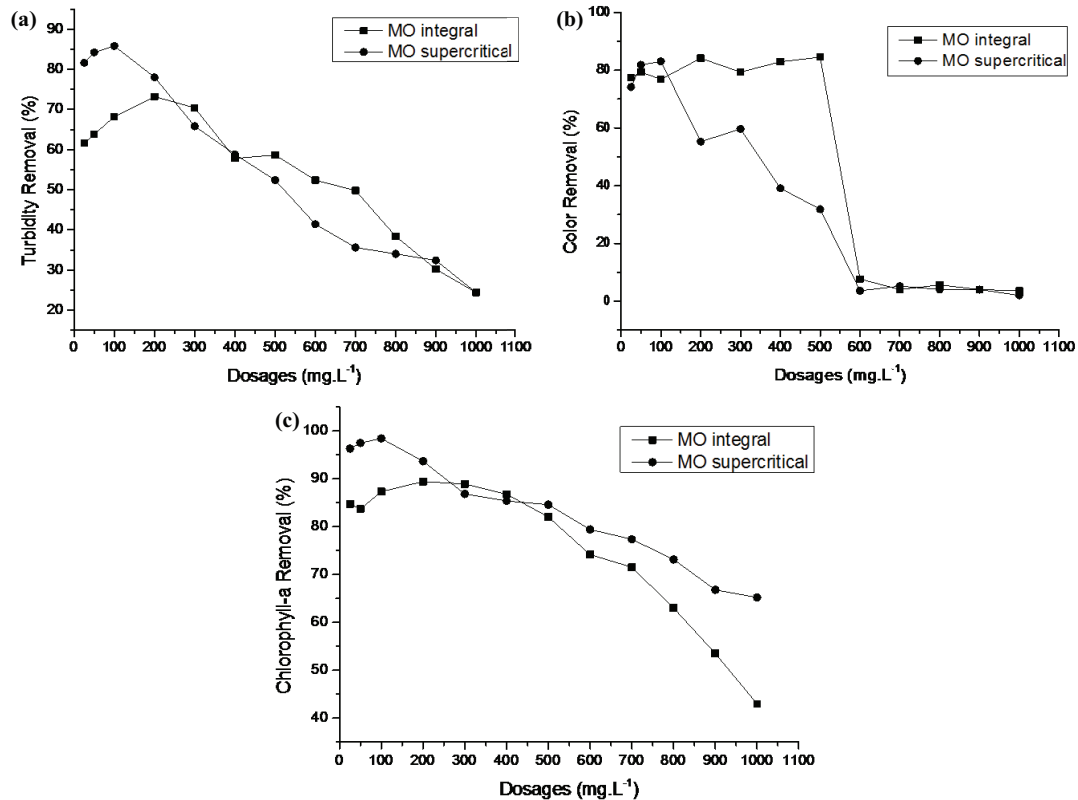 (a)
MO integral
MO supercritical
90
80
70
60
50
40
30
20
Turbidity Removal (%)
0 100 200 300 400 500 600 700 800 900 1000 1100
Dosages (mg.L⁻¹)
(b)
MO integral
MO supercritical
100
80
60
40
20
0
Color Removal (%)
0 100 200 300 400 500 600 700 800 900 1000 1100
Dosages (mg.L⁻¹)
(c)
MO integral
MO supercritical
100
90
80
70
60
50
40
Chlorophyll-a Removal (%)
0 100 200 300 400 500 600 700 800 900 1000 1100
Dosages (mg.L⁻¹)